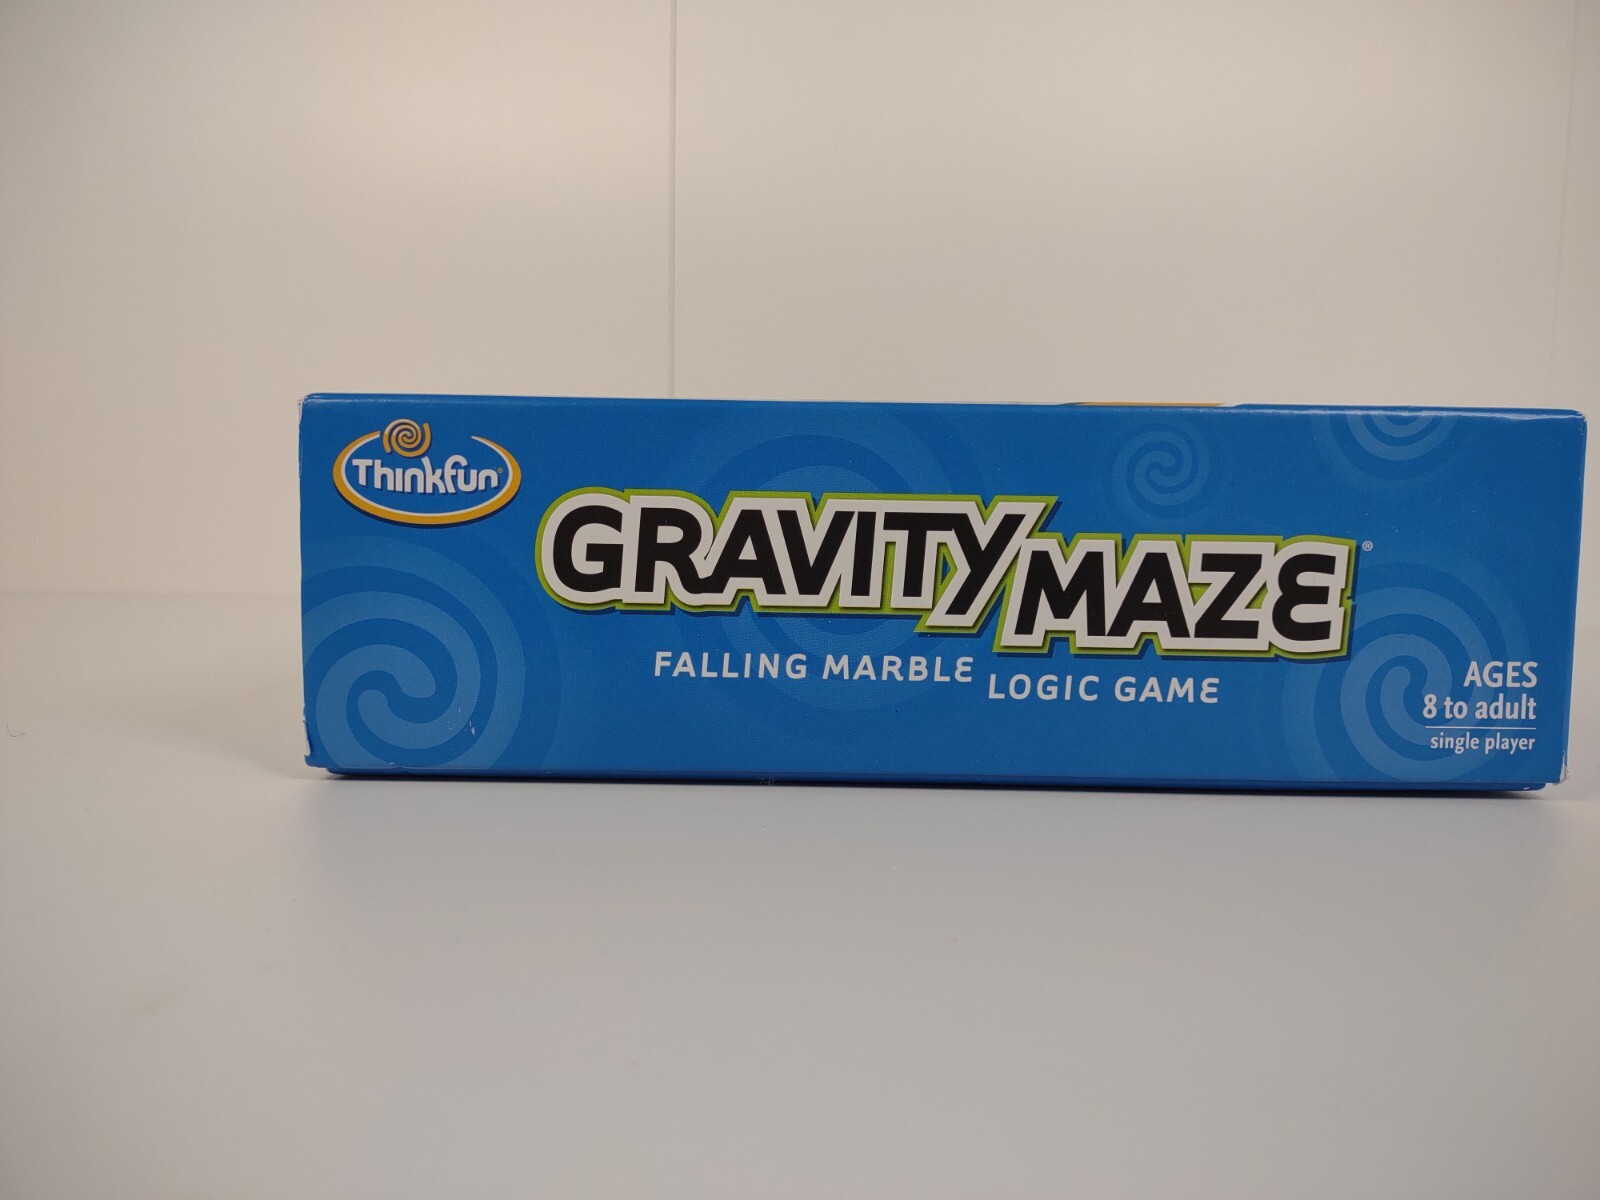 ThinkFun®
GRAVITY MAZE®
FALLING MARBLE LOGIC GAME
AGES
8 to adult
single player